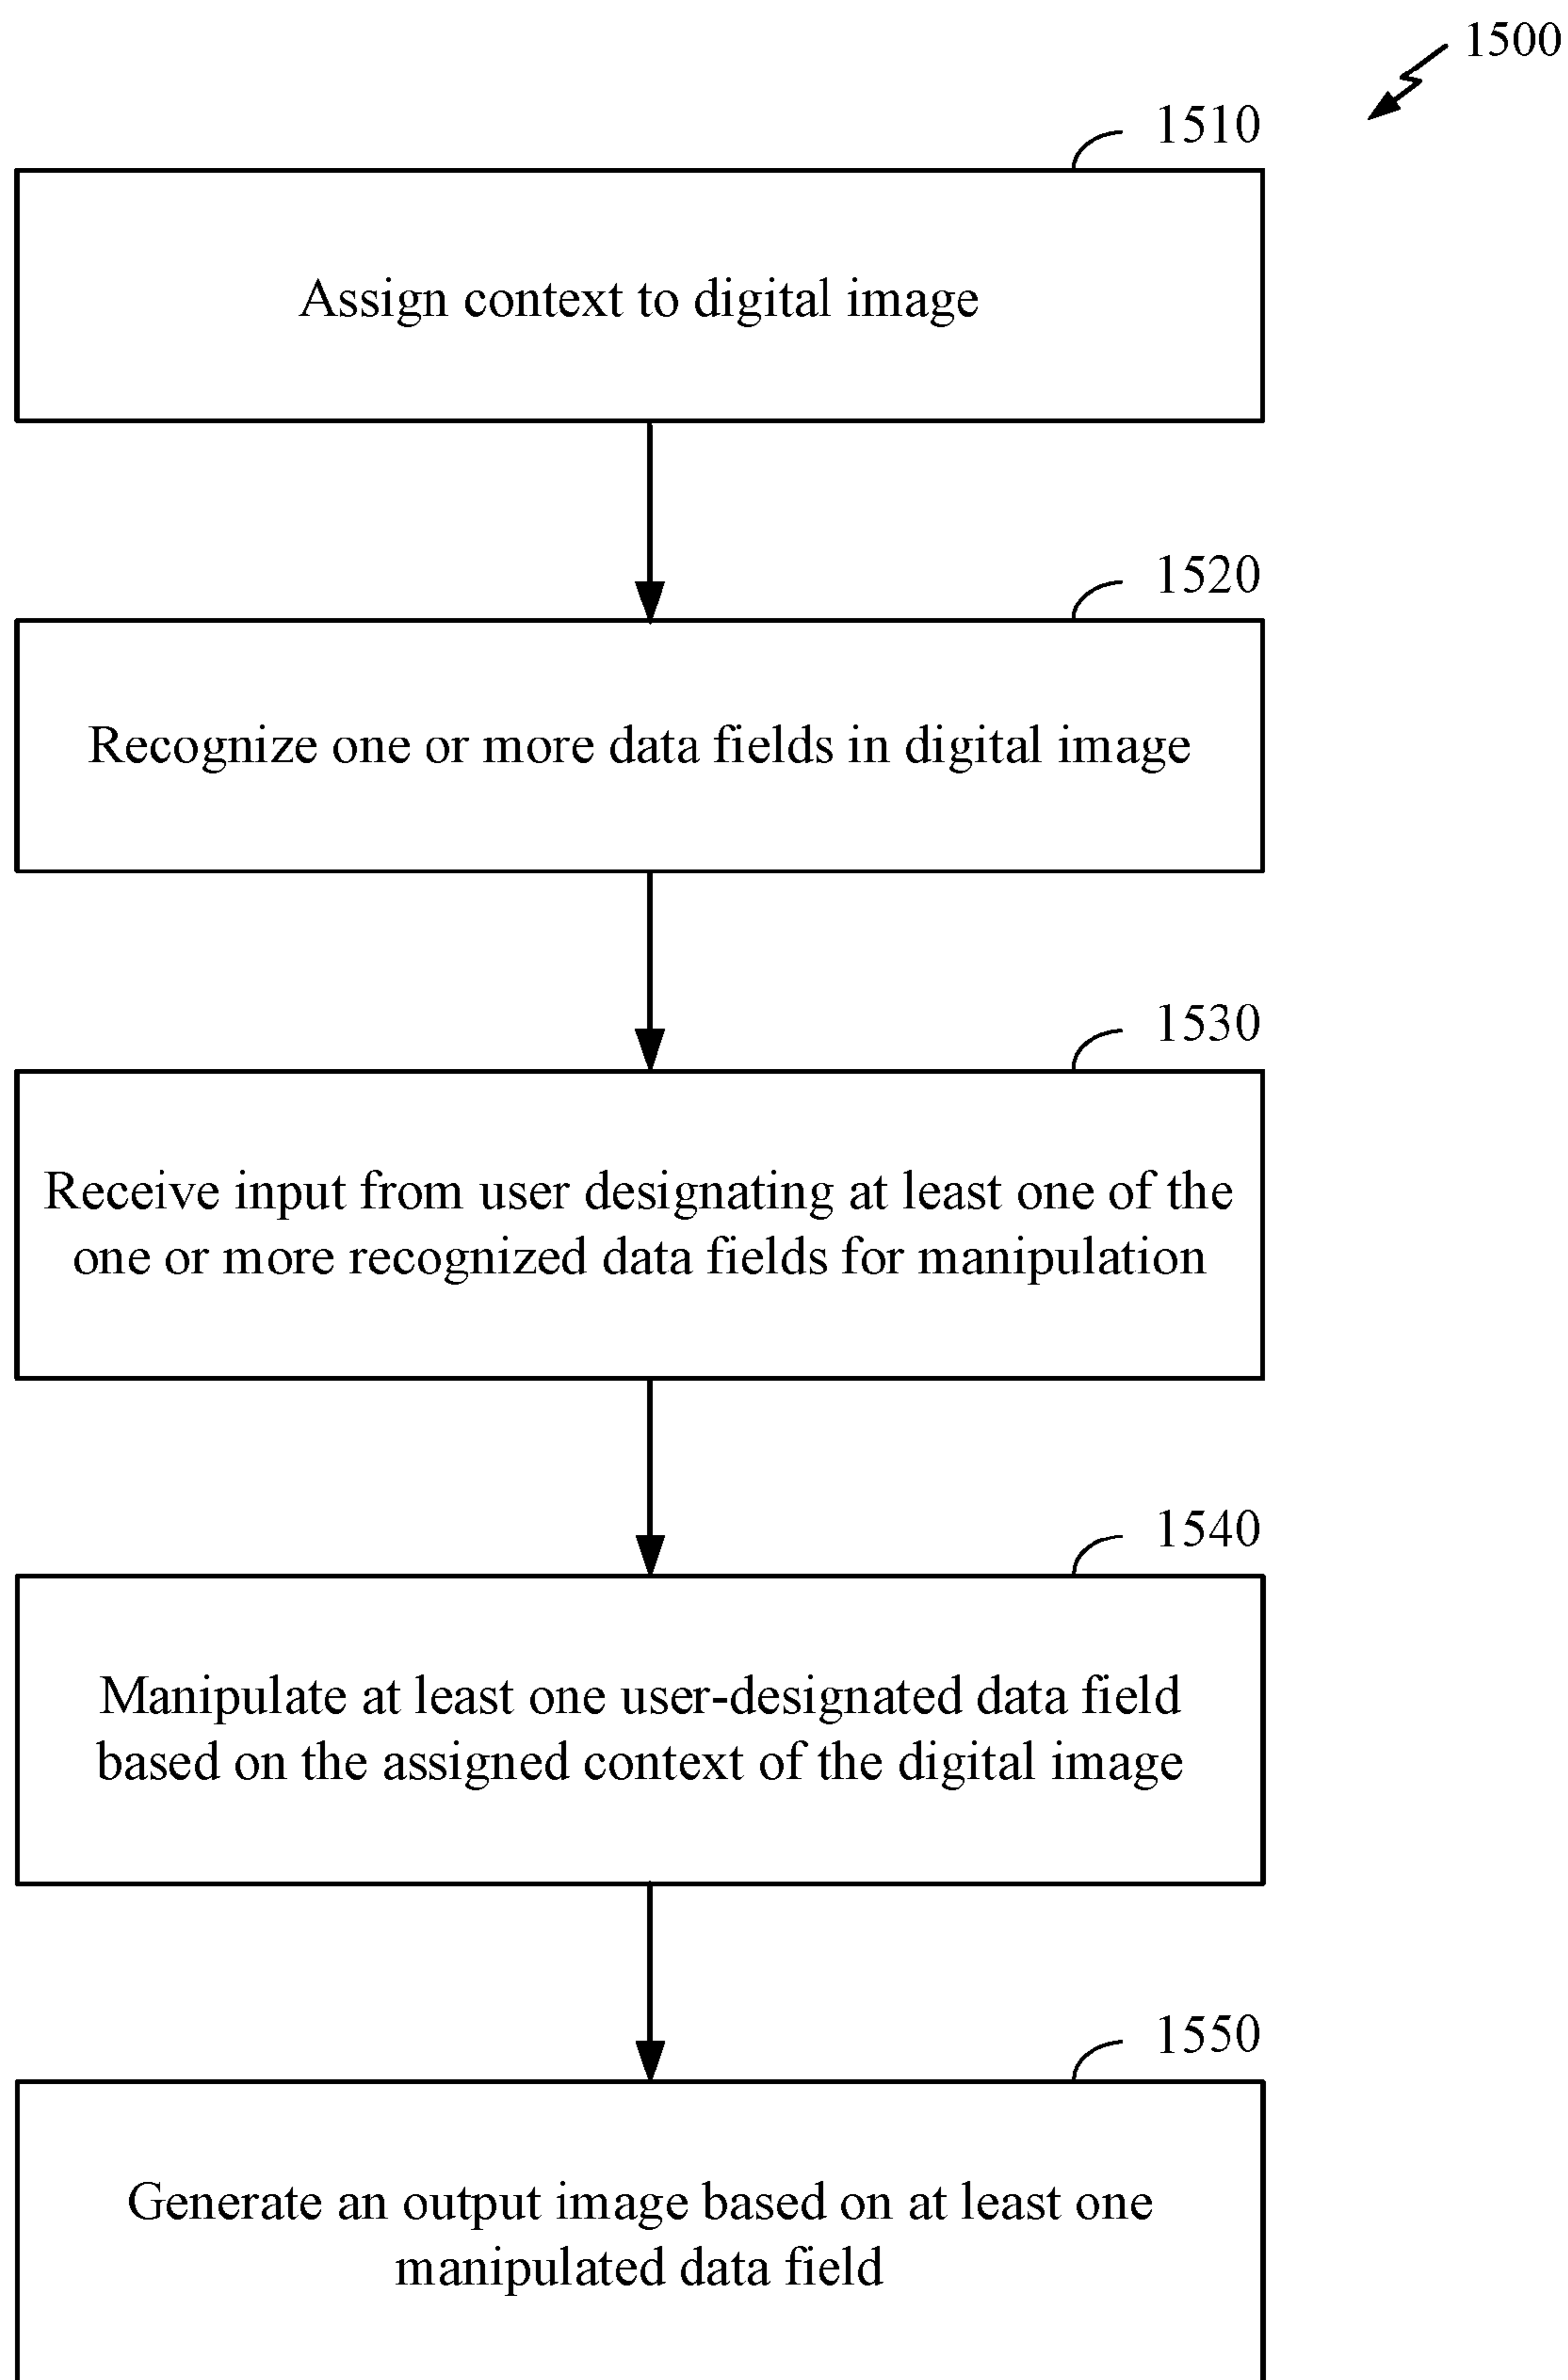 1500
1510
Assign context to digital image
1520
Recognize one or more data fields in digital image
1530
Receive input from user designating at least one of the
one or more recognized data fields for manipulation
1540
Manipulate at least one user-designated data field
based on the assigned context of the digital image
1550
Generate an output image based on at least one
manipulated data field